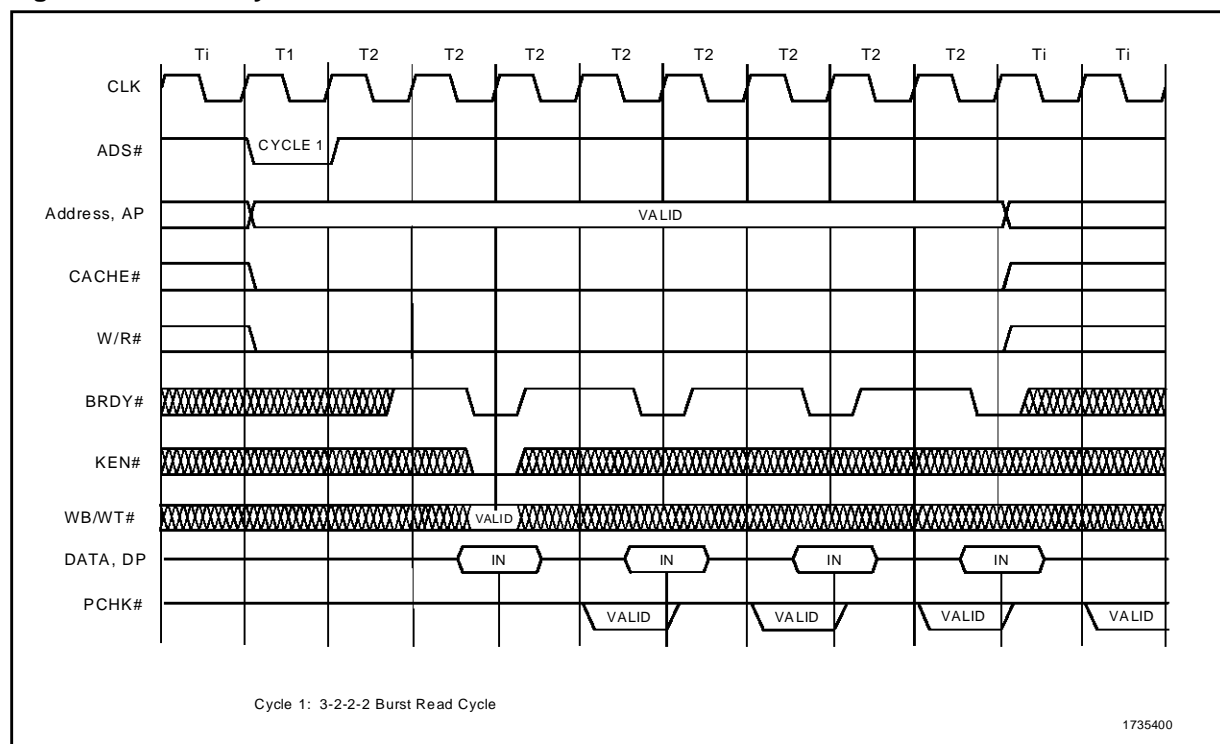 Ti T1 T2 T2 T2 T2 T2 T2 T2 T2 Ti Ti
CLK
ADS# CYCLE 1
Address, AP VALID
CACHE#
W/R#
BRDY#
KEN#
WB/WT# VALID
DATA, DP IN IN IN IN
PCHK# VALID VALID VALID VALID
Cycle 1: 3-2-2-2 Burst Read Cycle
1735400